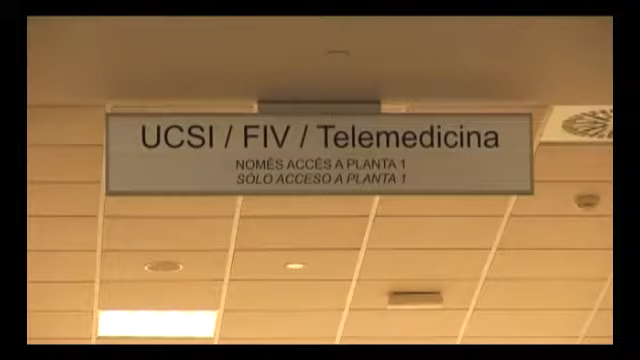 UCSI / FIV / Telemedicina
NOMÉS ACCÉS A PLANTA 1
SÓLO ACCESO A PLANTA 1